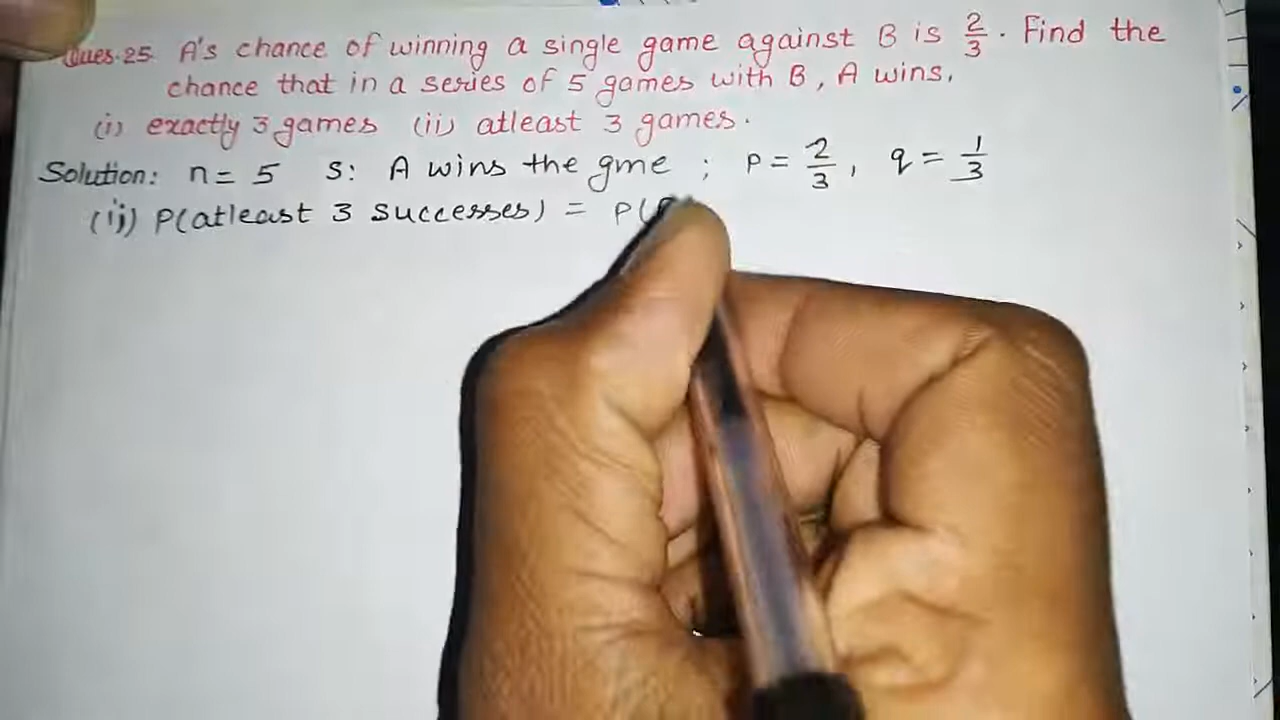 Ques.25. A's chance of winning a single game against B is 2/3. Find the
chance that in a series of 5 games with B, A wins,
(i) exactly 3 games (ii) atleast 3 games.
Solution: n = 5 S: A wins the gme ; p = 2/3, q = 1/3
(ii) P(atleast 3 successes) = P(